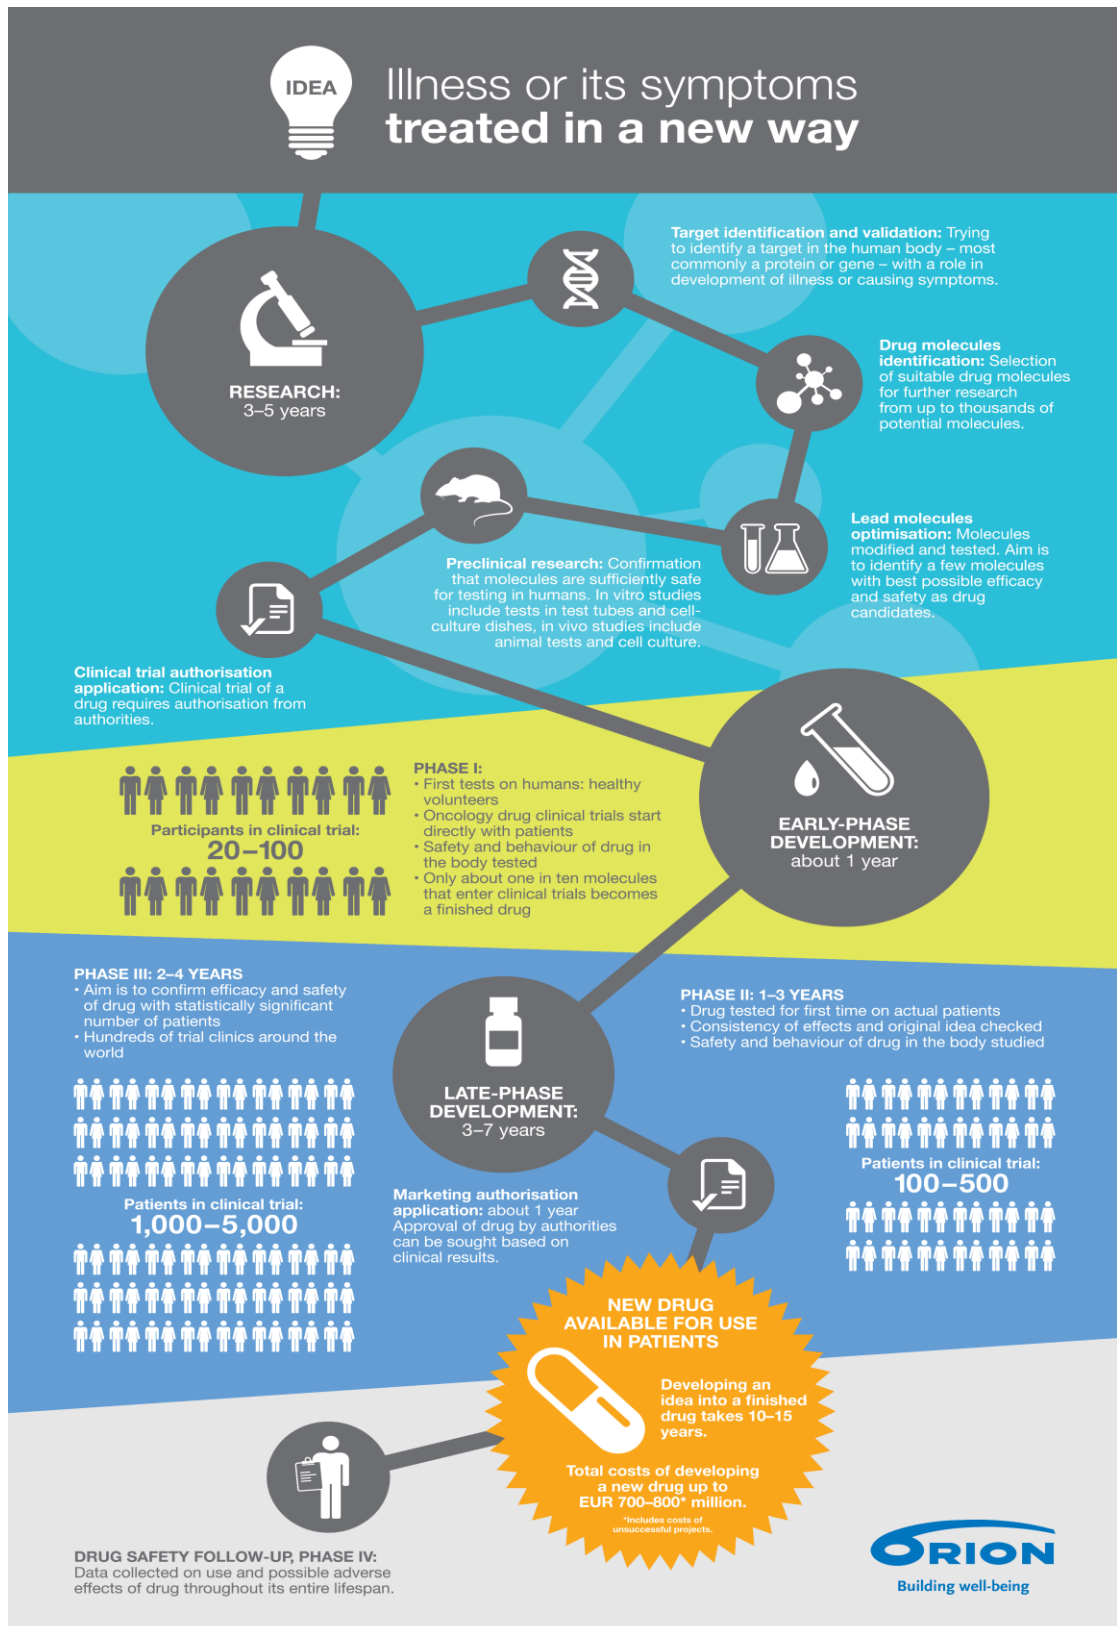 IDEA
Illness or its symptoms
treated in a new way
RESEARCH:
3–5 years
Target identification and validation: Trying
to identify a target in the human body – most
commonly a protein or gene – with a role in
development of illness or causing symptoms.
Drug molecules
identification: Selection
of suitable drug molecules
for further research
from up to thousands of
potential molecules.
Lead molecules
optimisation: Molecules
modified and tested. Aim is
to identify a few molecules
with best possible efficacy
and safety as drug
candidates.
Preclinical research: Confirmation
that molecules are sufficiently safe
for testing in humans. In vitro studies
include tests in test tubes and cell-
culture dishes, in vivo studies include
animal tests and cell culture.
Clinical trial authorisation
application: Clinical trial of a
drug requires authorisation from
authorities.
EARLY-PHASE
DEVELOPMENT:
about 1 year
PHASE I:
• First tests on humans: healthy
volunteers
• Oncology drug clinical trials start
directly with patients
• Safety and behaviour of drug in
the body tested
• Only about one in ten molecules
that enter clinical trials becomes
a finished drug
Participants in clinical trial:
20–100
LATE-PHASE
DEVELOPMENT:
3–7 years
PHASE II: 1–3 YEARS
• Drug tested for first time on actual patients
• Consistency of effects and original idea checked
• Safety and behaviour of drug in the body studied
Patients in clinical trial:
100–500
PHASE III: 2–4 YEARS
• Aim is to confirm efficacy and safety
of drug with statistically significant
number of patients
• Hundreds of trial clinics around the
world
Patients in clinical trial:
1,000–5,000
Marketing authorisation
application: about 1 year
Approval of drug by authorities
can be sought based on
clinical results.
NEW DRUG
AVAILABLE FOR USE
IN PATIENTS
Developing an
idea into a finished
drug takes 10–15
years.
Total costs of developing
a new drug up to
EUR 700–800* million.
*Includes costs of
unsuccessful projects.
DRUG SAFETY FOLLOW-UP, PHASE IV:
Data collected on use and possible adverse
effects of drug throughout its entire lifespan.
ORION
Building well-being